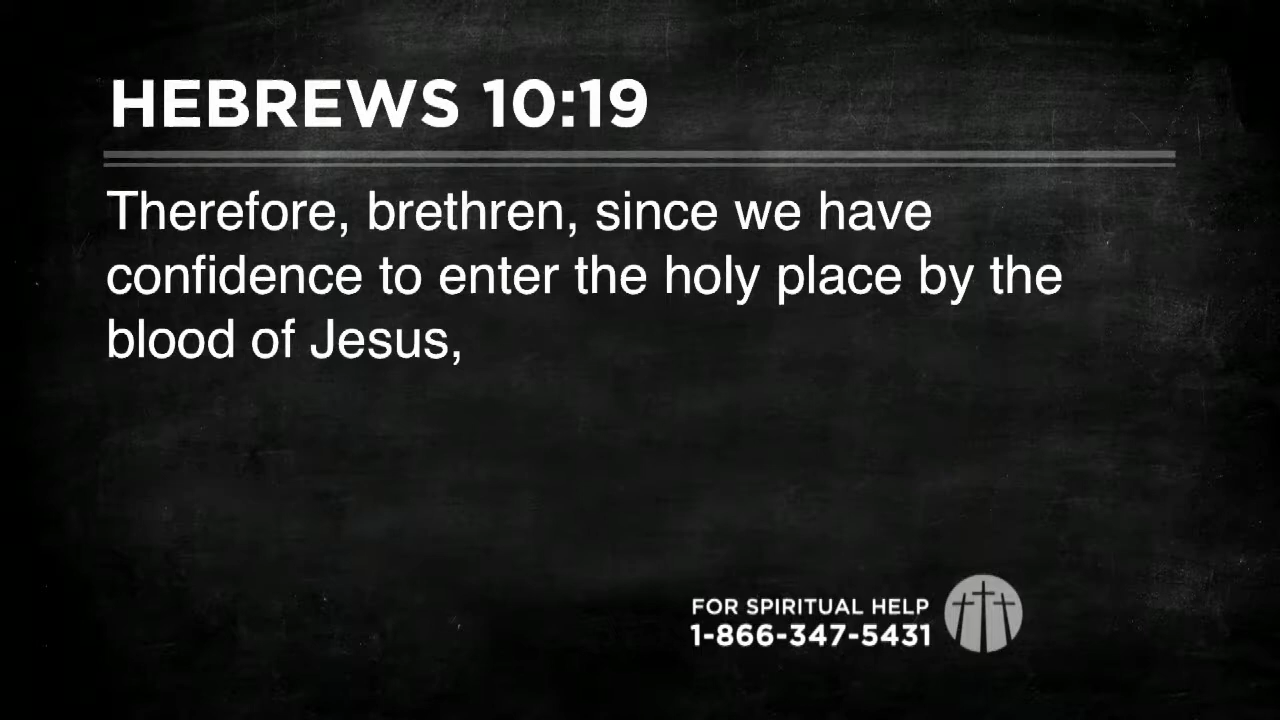 HEBREWS 10:19
Therefore, brethren, since we have
confidence to enter the holy place by the
blood of Jesus,
FOR SPIRITUAL HELP
1-866-347-5431